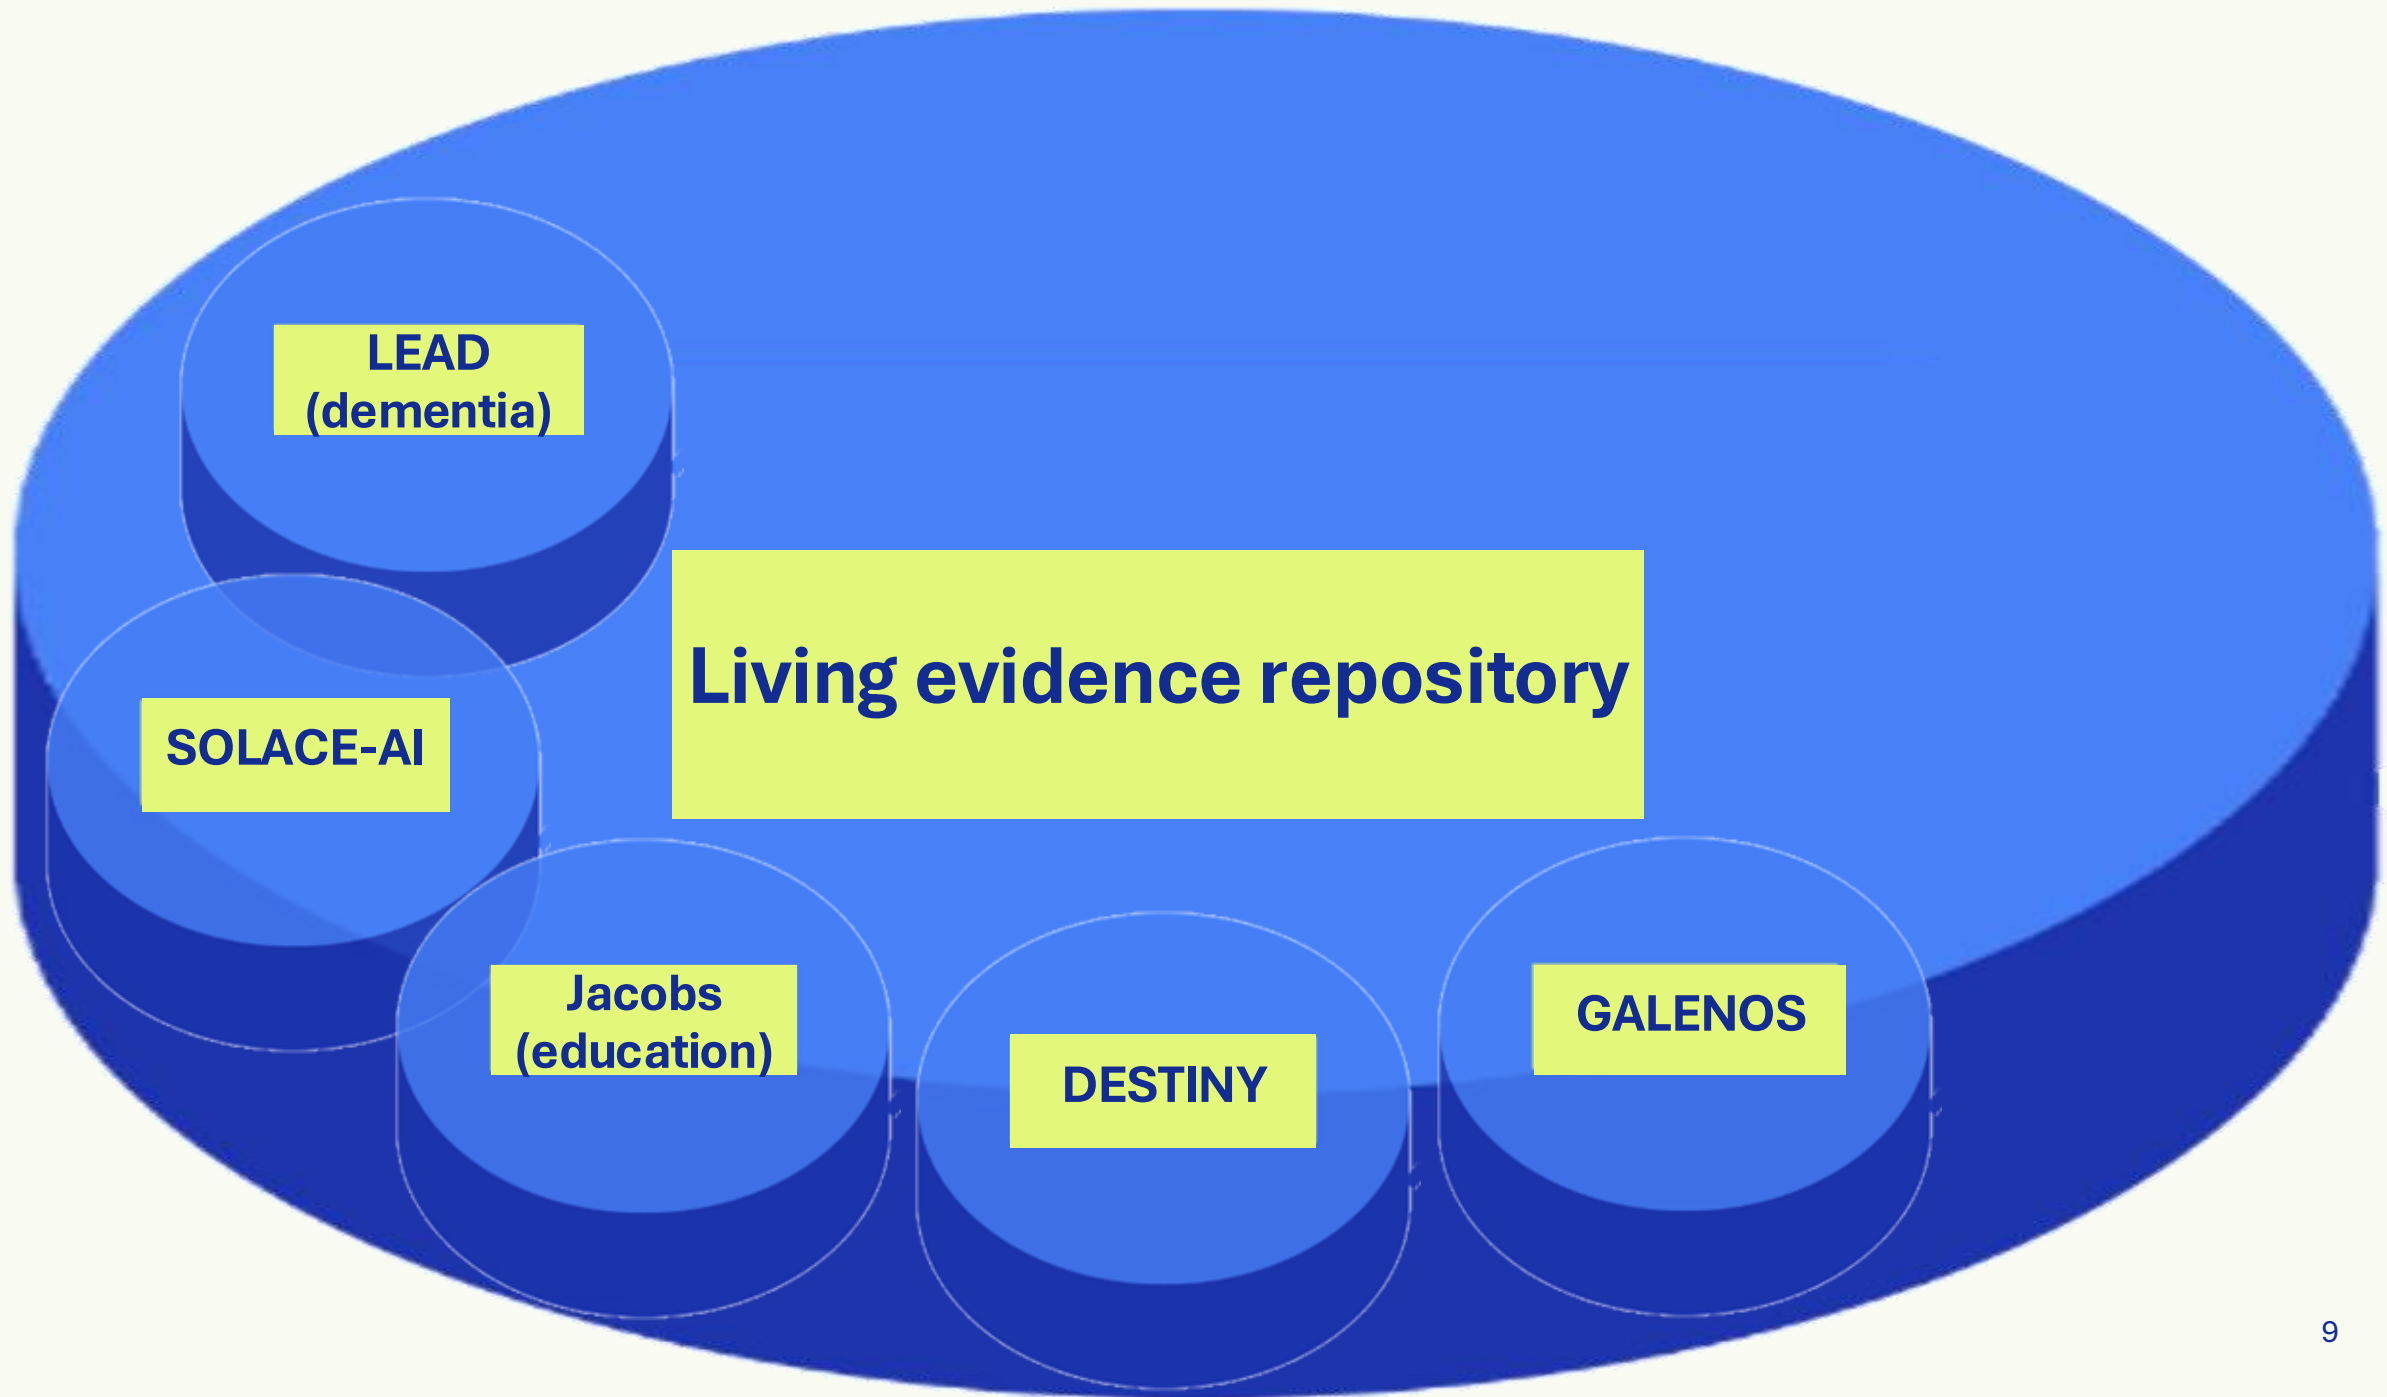 LEAD
(dementia)
Living evidence repository
SOLACE-AI
Jacobs
(education)
DESTINY
GALENOS
9